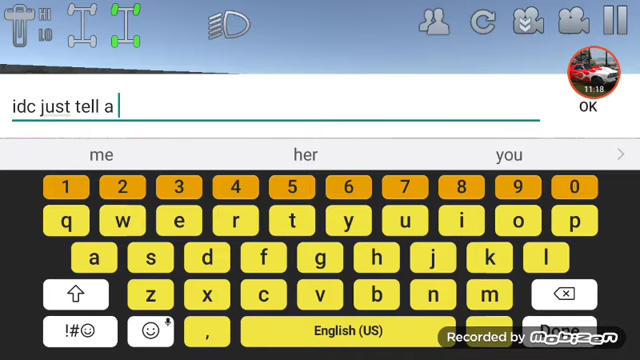 HI
LO
11:18
idc just tell a
OK
me her you
1 2 3 4 5 6 7 8 9 0
q w e r t y u i o p
a s d f g h j k l
z x c v b n m
!#☺ , English (US) Done
Recorded by mobizen